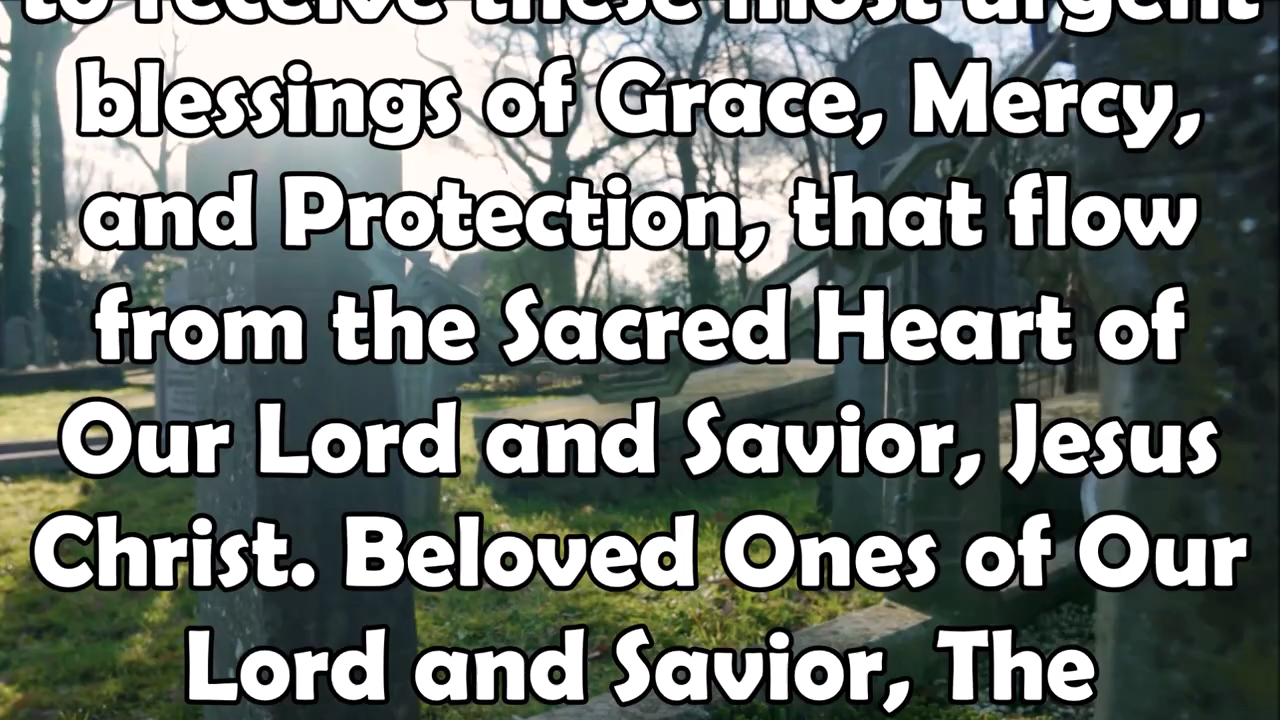 to receive these most urgent
blessings of Grace, Mercy,
and Protection, that flow
from the Sacred Heart of
Our Lord and Savior, Jesus
Christ. Beloved Ones of Our
Lord and Savior, The